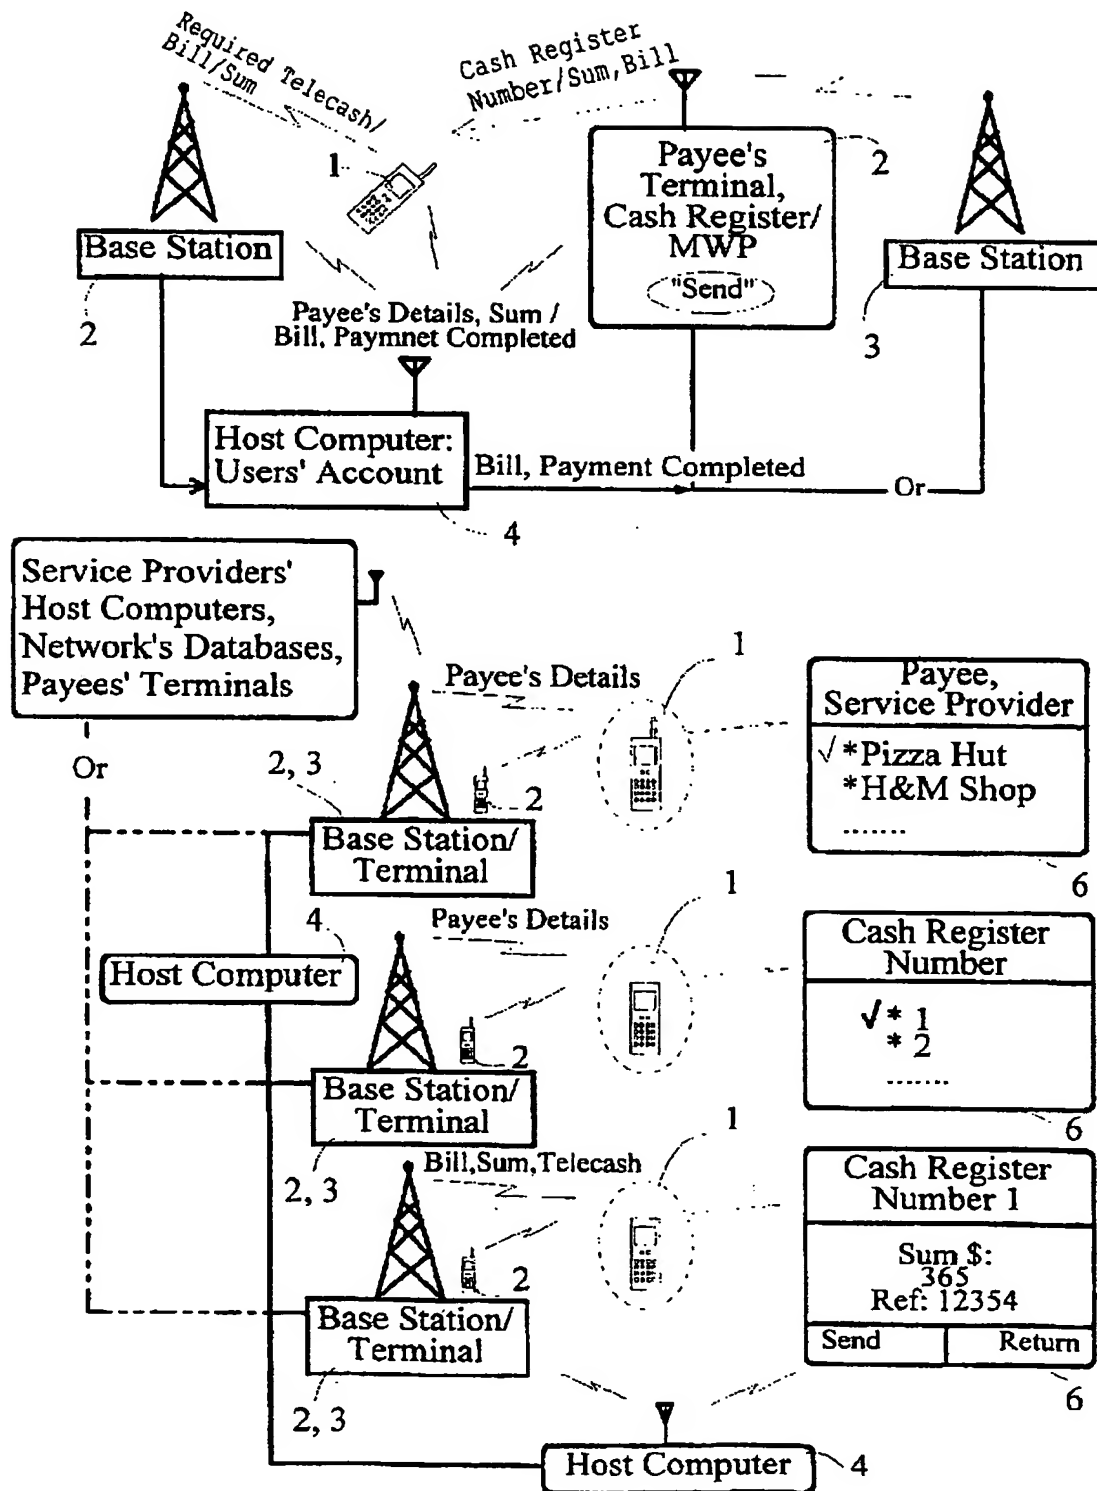 Required Telecash/
Bill/Sum
Cash Register
Number/Sum,Bill
1
Payee's
Terminal,
Cash Register/
MWP
"Send"
2
Base Station
2
Base Station
3
Payee's Details, Sum /
Bill, Paymnet Completed
Host Computer:
Users' Account
Bill, Payment Completed
Or
4
Service Providers'
Host Computers,
Network's Databases,
Payees' Terminals
Or
Payee's Details
1
2, 3
2
Base Station/
Terminal
Payee,
Service Provider
√ *Pizza Hut
*H&M Shop
.......
6
4
Host Computer
Payee's Details
1
2
Base Station/
Terminal
2, 3
Cash Register
Number
√* 1
* 2
.......
6
Bill,Sum,Telecash
1
2
Base Station/
Terminal
2, 3
Cash Register
Number 1
Sum $:
365
Ref: 12354
Send Return
6
Host Computer
4